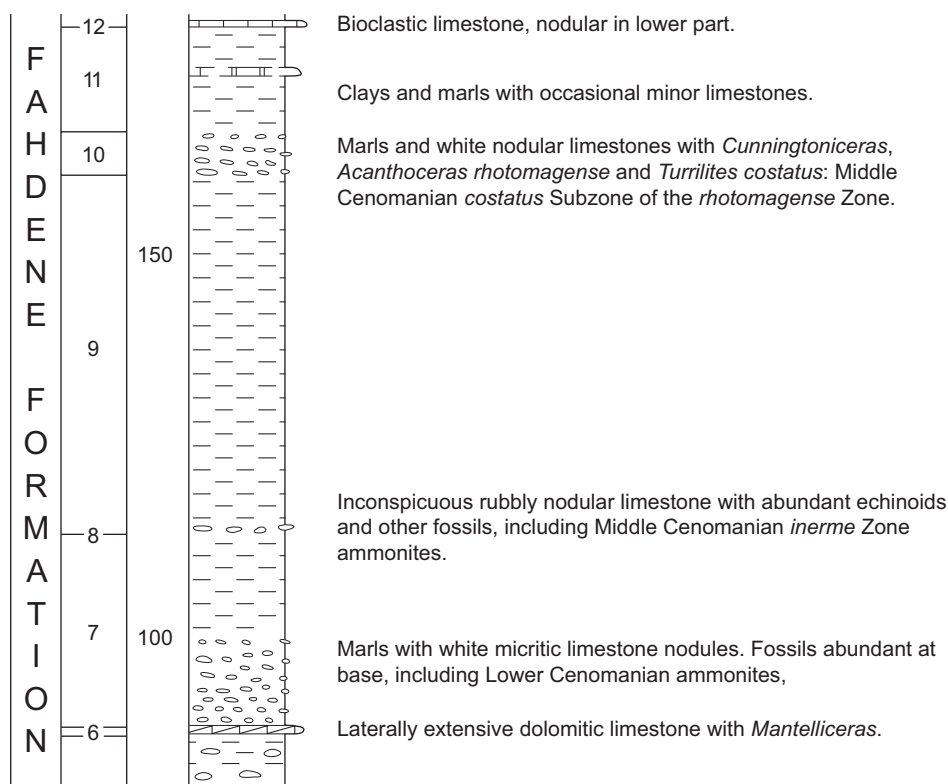 FAHDENE FORMATION
12
Bioclastic limestone, nodular in lower part.
11
Clays and marls with occasional minor limestones.
10
Marls and white nodular limestones with Cunningtoniceras,
Acanthoceras rhotomagense and Turrilites costatus: Middle
Cenomanian costatus Subzone of the rhotomagense Zone.
150
9
Inconspicuous rubbly nodular limestone with abundant echinoids
and other fossils, including Middle Cenomanian inerme Zone
ammonites.
8
7
100
Marls with white micritic limestone nodules. Fossils abundant at
base, including Lower Cenomanian ammonites,
6
Laterally extensive dolomitic limestone with Mantelliceras.